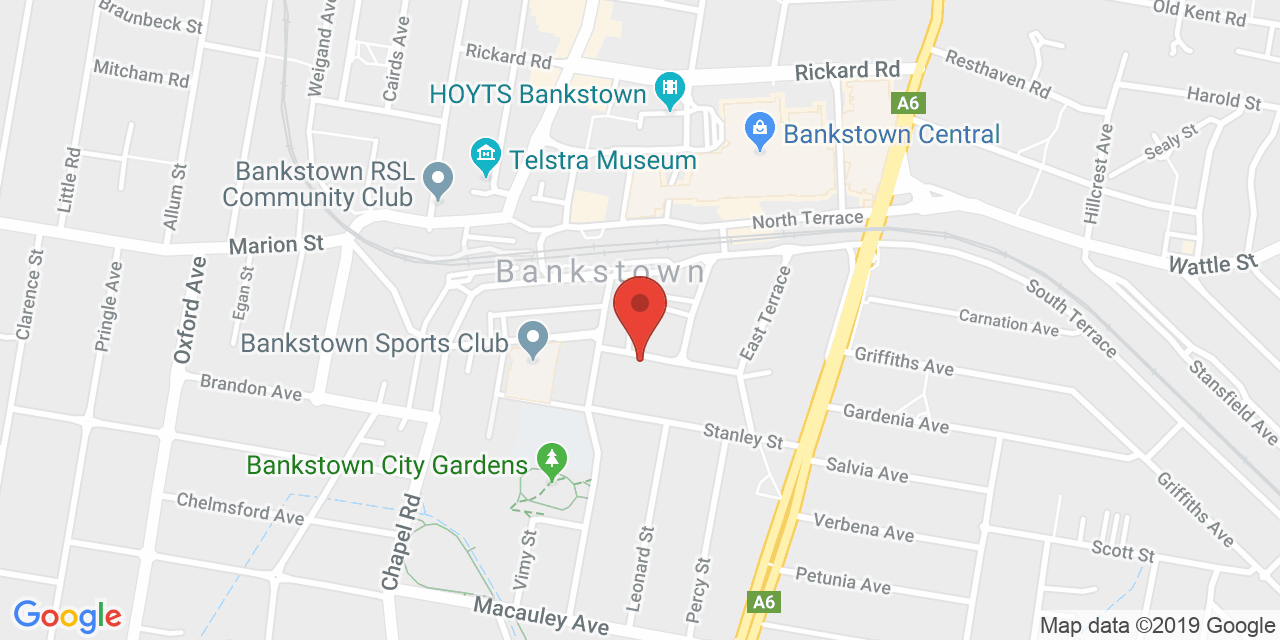 Braunbeck St
Weigand Ave
Cairds Ave
Old Kent Rd
Rickard Rd
Mitcham Rd
Rickard Rd
Resthaven Rd
HOYTS Bankstown
A6
Harold St
Bankstown Central
Sealy St
Telstra Museum
Bankstown RSL
Community Club
Little Rd
Allum St
Hillcrest Ave
North Terrace
Marion St
Wattle St
Bankstown
Clarence St
Pringle Ave
Oxford Ave
Egan St
East Terrace
South Terrace
Carnation Ave
Bankstown Sports Club
Griffiths Ave
Stansfield Ave
Brandon Ave
Gardenia Ave
Stanley St
Bankstown City Gardens
Salvia Ave
Griffiths Ave
Chelmsford Ave
Chapel Rd
Verbena Ave
Scott St
Vimy St
Leonard St
Percy St
Petunia Ave
Macauley Ave
A6
Google
Map data ©2019 Google